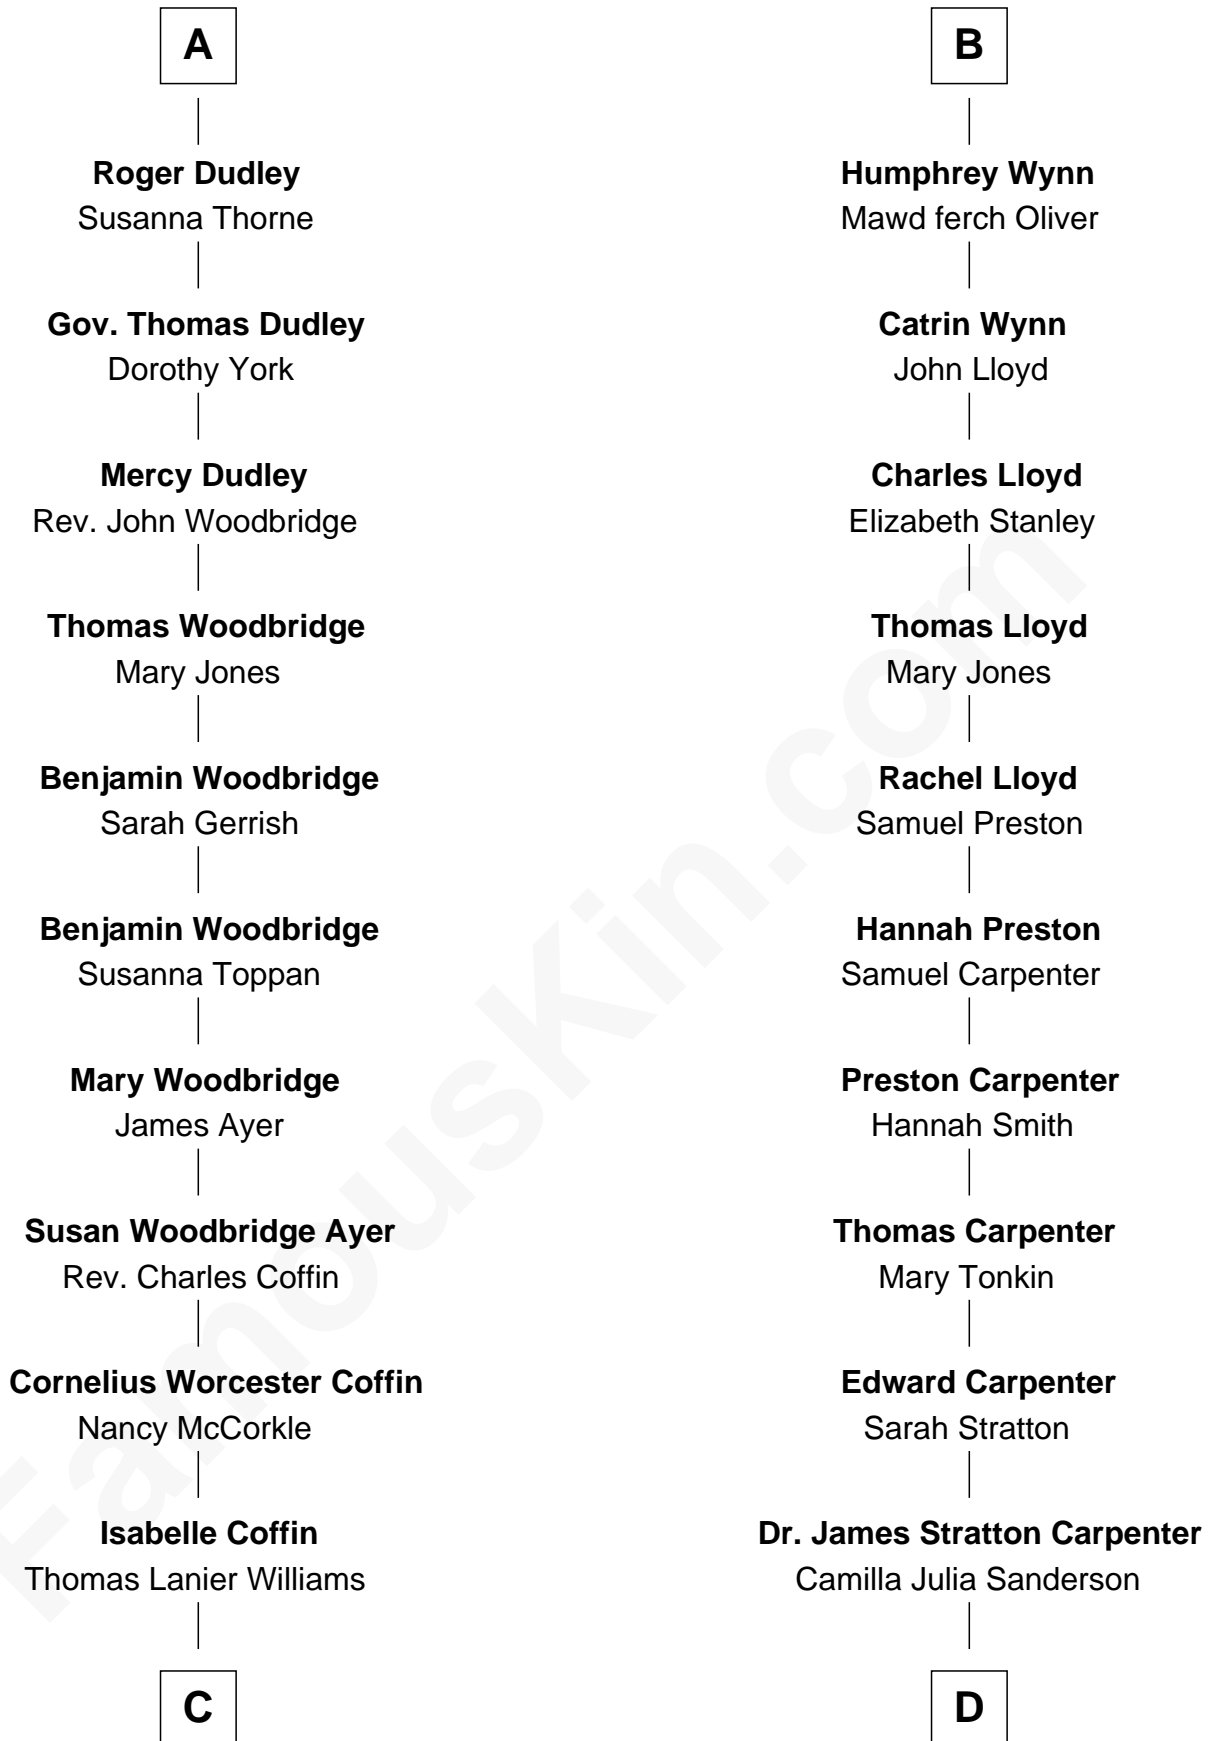 A
Roger Dudley
Susanna Thorne
Gov. Thomas Dudley
Dorothy York
Mercy Dudley
Rev. John Woodbridge
Thomas Woodbridge
Mary Jones
Benjamin Woodbridge
Sarah Gerrish
Benjamin Woodbridge
Susanna Toppan
Mary Woodbridge
James Ayer
Susan Woodbridge Ayer
Rev. Charles Coffin
Cornelius Worcester Coffin
Nancy McCorkle
Isabelle Coffin
Thomas Lanier Williams
C
B
Humphrey Wynn
Mawd ferch Oliver
Catrin Wynn
John Lloyd
Charles Lloyd
Elizabeth Stanley
Thomas Lloyd
Mary Jones
Rachel Lloyd
Samuel Preston
Hannah Preston
Samuel Carpenter
Preston Carpenter
Hannah Smith
Thomas Carpenter
Mary Tonkin
Edward Carpenter
Sarah Stratton
Dr. James Stratton Carpenter
Camilla Julia Sanderson
D
FamousKin.com